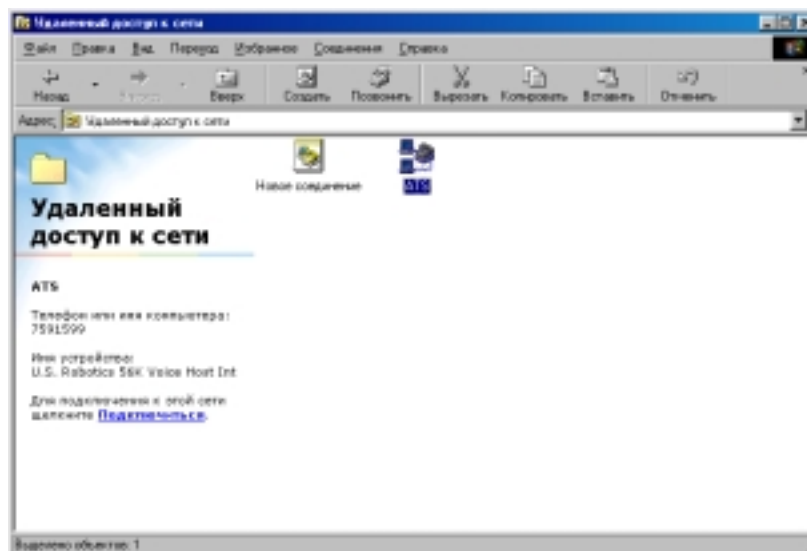 Удаленный доступ к сети
Файл Правка Вид Переход Избранное Соединения Справка
Назад Вперед Вверх Создать Позвонить Вырезать Копировать Вставить Отменить
Адрес: Удаленный доступ к сети
Новое соединение
ATS
Удаленный
доступ к сети
ATS
Телефон или имя компьютера:
7591599
Имя устройства:
U.S. Robotics 56K Voice Host Int
Для подключения к этой сети
щелкните Подключиться.
Выделено объектов: 1